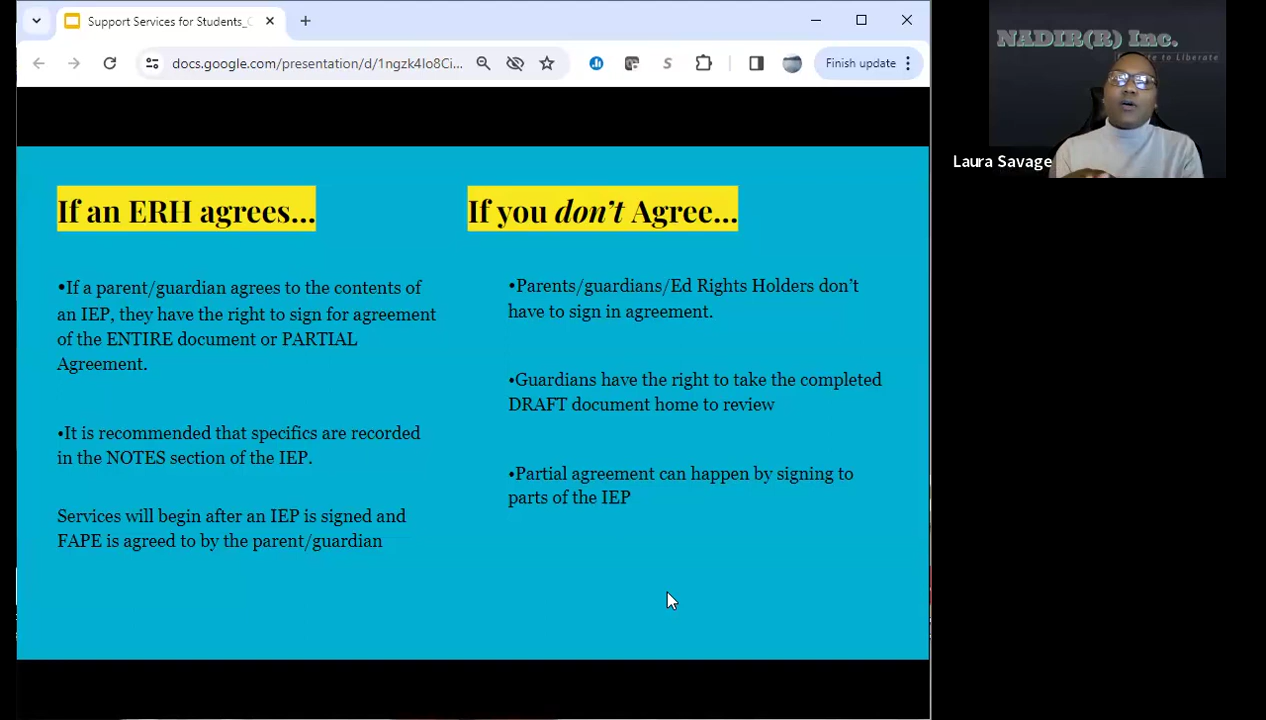 Support Services for Students_
docs.google.com/presentation/d/1ngzk4lo8Ci...
Finish update
If an ERH agrees...
•If a parent/guardian agrees to the contents of
an IEP, they have the right to sign for agreement
of the ENTIRE document or PARTIAL
Agreement.
•It is recommended that specifics are recorded
in the NOTES section of the IEP.
Services will begin after an IEP is signed and
FAPE is agreed to by the parent/guardian
If you don't Agree...
•Parents/guardians/Ed Rights Holders don't
have to sign in agreement.
•Guardians have the right to take the completed
DRAFT document home to review
•Partial agreement can happen by signing to
parts of the IEP
NADIR(R) Inc.
te to Liberate
Laura Savage